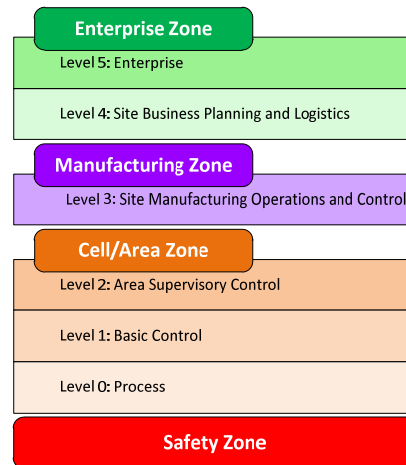 Enterprise Zone
Level 5: Enterprise
Level 4: Site Business Planning and Logistics
Manufacturing Zone
Level 3: Site Manufacturing Operations and Control
Cell/Area Zone
Level 2: Area Supervisory Control
Level 1: Basic Control
Level 0: Process
Safety Zone